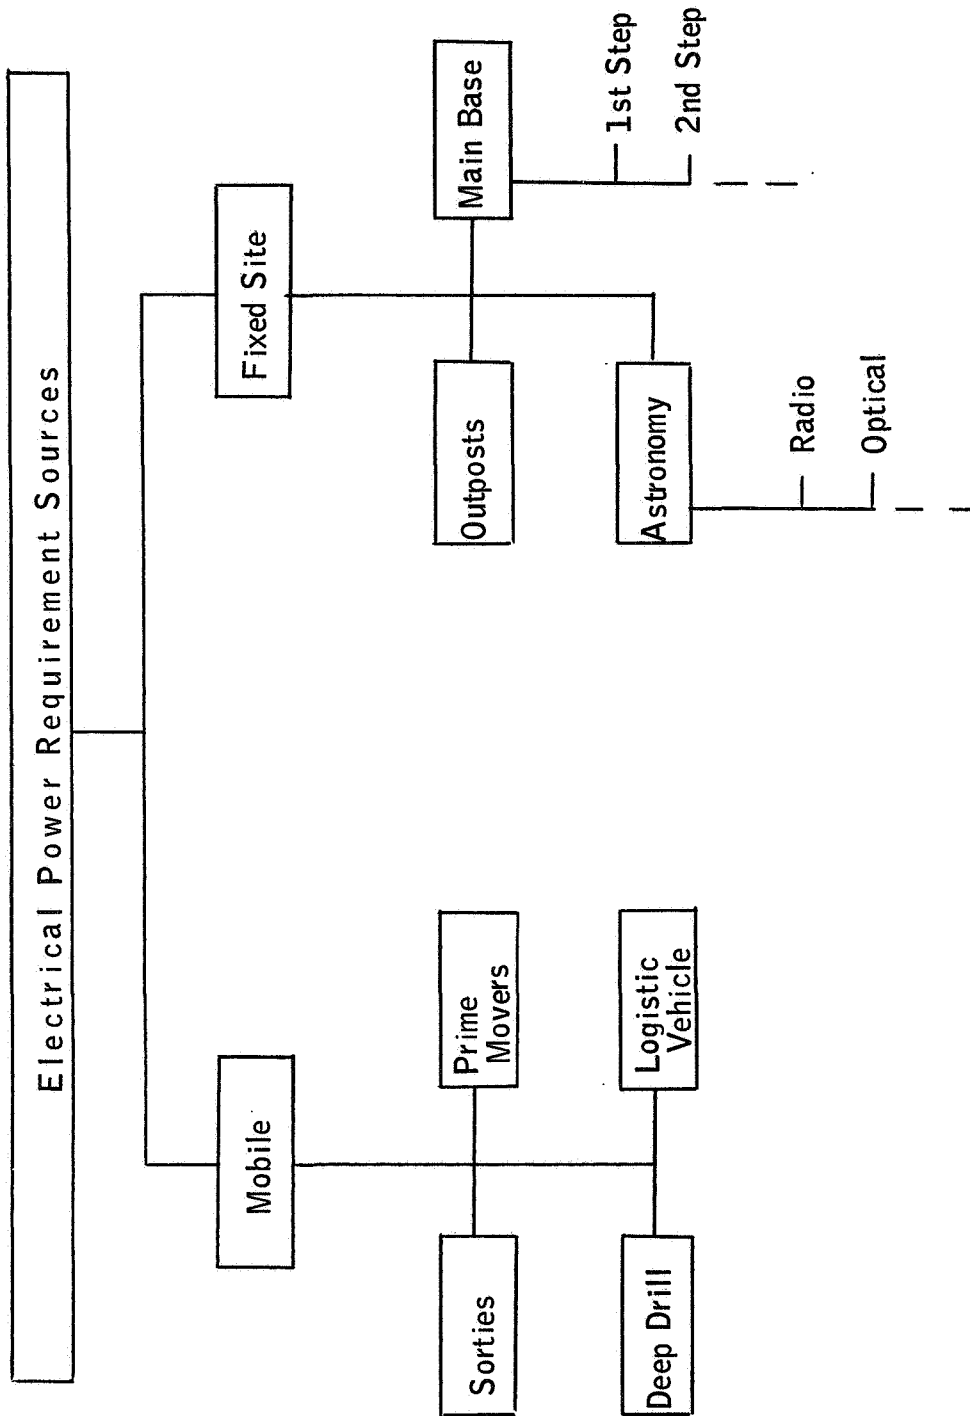 Electrical Power Requirement Sources
Mobile
Fixed Site
Sorties
Prime
Movers
Outposts
Main Base
Deep Drill
Logistic
Vehicle
Astronomy
1st Step
2nd Step
Radio
Optical